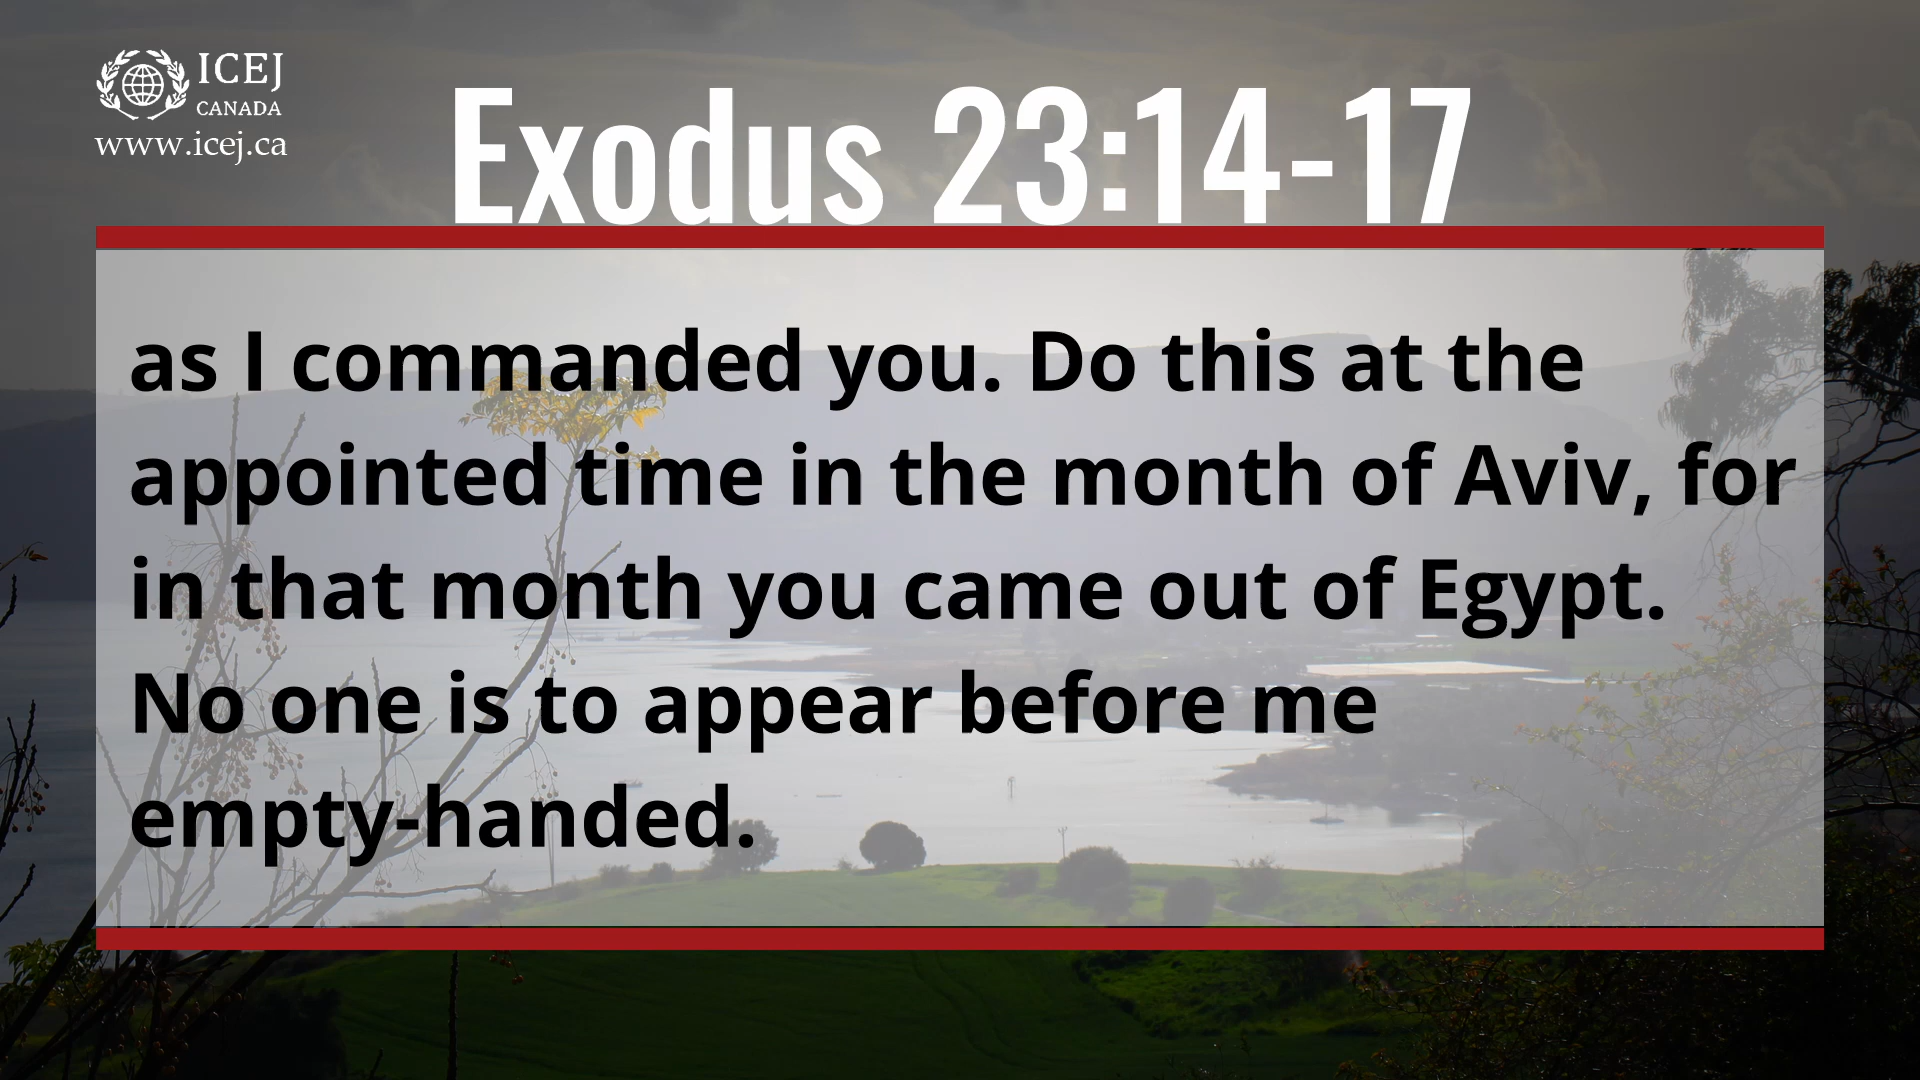 ICEJ
CANADA
www.icej.ca
Exodus 23:14-17
as I commanded you. Do this at the
appointed time in the month of Aviv, for
in that month you came out of Egypt.
No one is to appear before me
empty-handed.